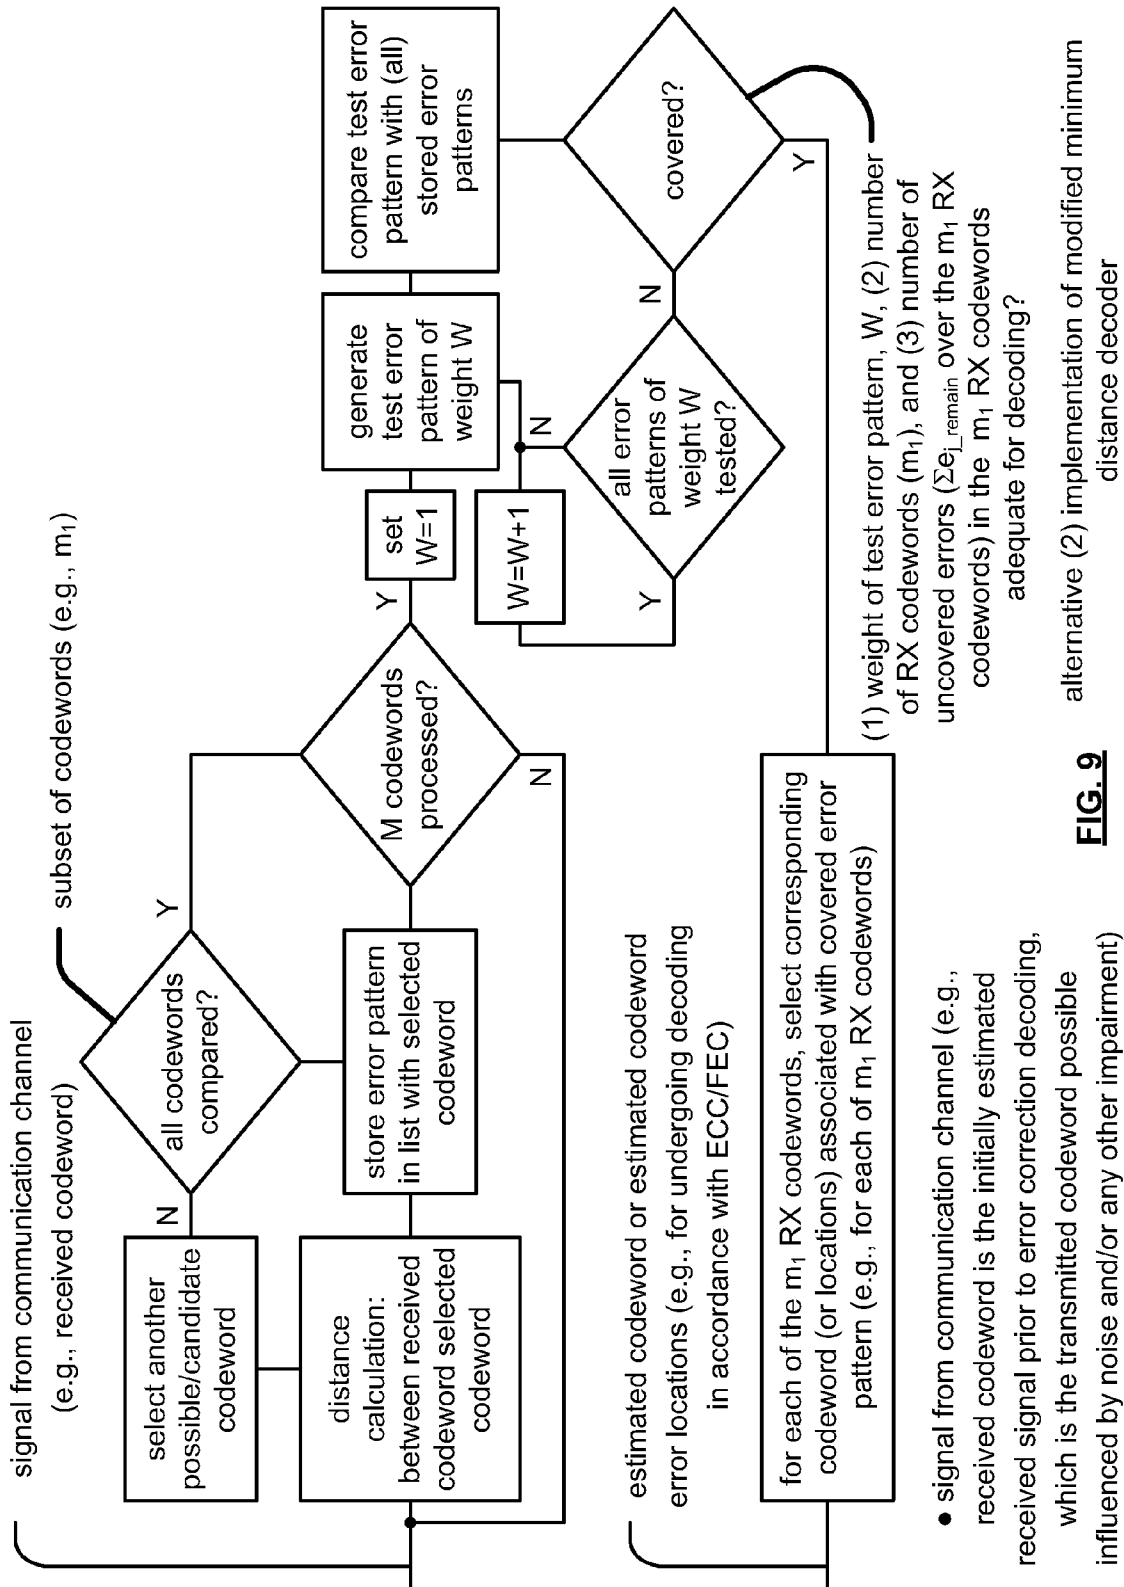 signal from communication channel
(e.g., received codeword)
subset of codewords (e.g., m1)
select another
possible/candidate
codeword
N
all codewords
compared?
Y
distance
calculation:
between received
codeword selected
codeword
store error pattern
in list with selected
codeword
M codewords
processed?
Y
N
set
W=1
generate
test error
pattern of
weight W
compare test error
pattern with (all)
stored error
patterns
W=W+1
N
all error
patterns of
weight W
tested?
Y
N
covered?
Y
estimated codeword or estimated codeword
error locations (e.g., for undergoing decoding
in accordance with ECC/FEC)
for each of the m1 RX codewords, select corresponding
codeword (or locations) associated with covered error
pattern (e.g., for each of m1 RX codewords)
(1) weight of test error pattern, W, (2) number
of RX codewords (m1), and (3) number of
uncovered errors (Σej_remain over the m1 RX
codewords) in the m1 RX codewords
adequate for decoding?
● signal from communication channel (e.g.,
received codeword is the initially estimated
received signal prior to error correction decoding,
which is the transmitted codeword possible
influenced by noise and/or any other impairment)
FIG. 9
alternative (2) implementation of modified minimum
distance decoder